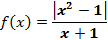 f(x) = |x² − 1| / x + 1